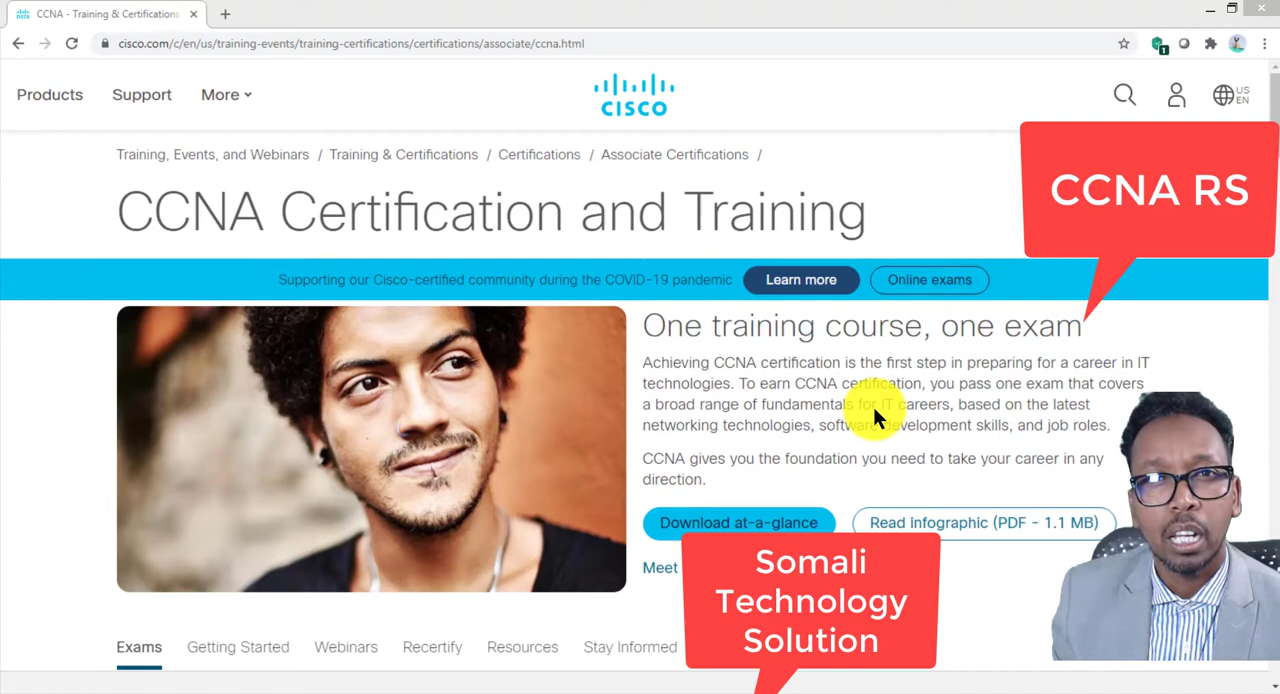 CCNA - Training & Certifications
cisco.com/c/en/us/training-events/training-certifications/certifications/associate/ccna.html
1
Products Support More
CISCO
US
EN
Training, Events, and Webinars / Training & Certifications / Certifications / Associate Certifications /
CCNA RS
CCNA Certification and Training
Supporting our Cisco-certified community during the COVID-19 pandemic Learn more Online exams
One training course, one exam
Achieving CCNA certification is the first step in preparing for a career in IT
technologies. To earn CCNA certification, you pass one exam that covers
a broad range of fundamentals for IT careers, based on the latest
networking technologies, software development skills, and job roles.
CCNA gives you the foundation you need to take your career in any
direction.
Download at-a-glance Read infographic (PDF - 1.1 MB)
Meet
Somali
Technology
Solution
Exams Getting Started Webinars Recertify Resources Stay Informed